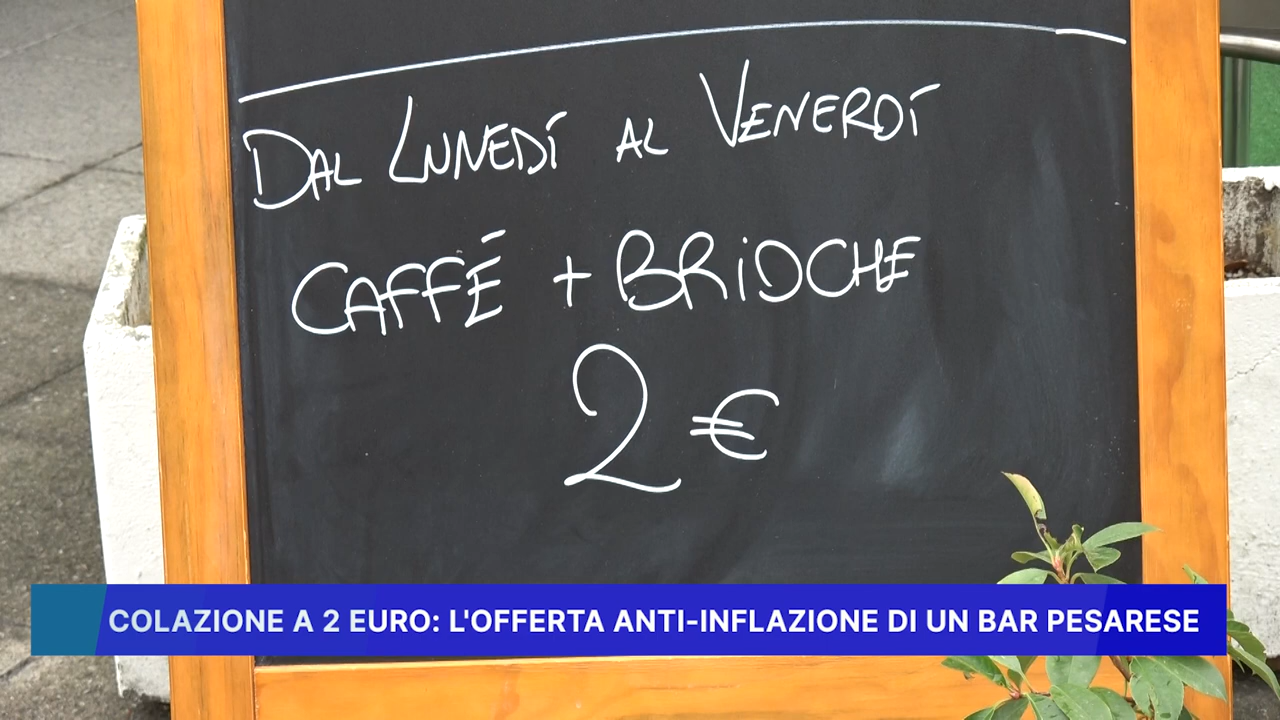 DAL LUNEDÍ AL VENERDÍ
CAFFÉ + BRIOCHE
2 €
COLAZIONE A 2 EURO: L'OFFERTA ANTI-INFLAZIONE DI UN BAR PESARESE